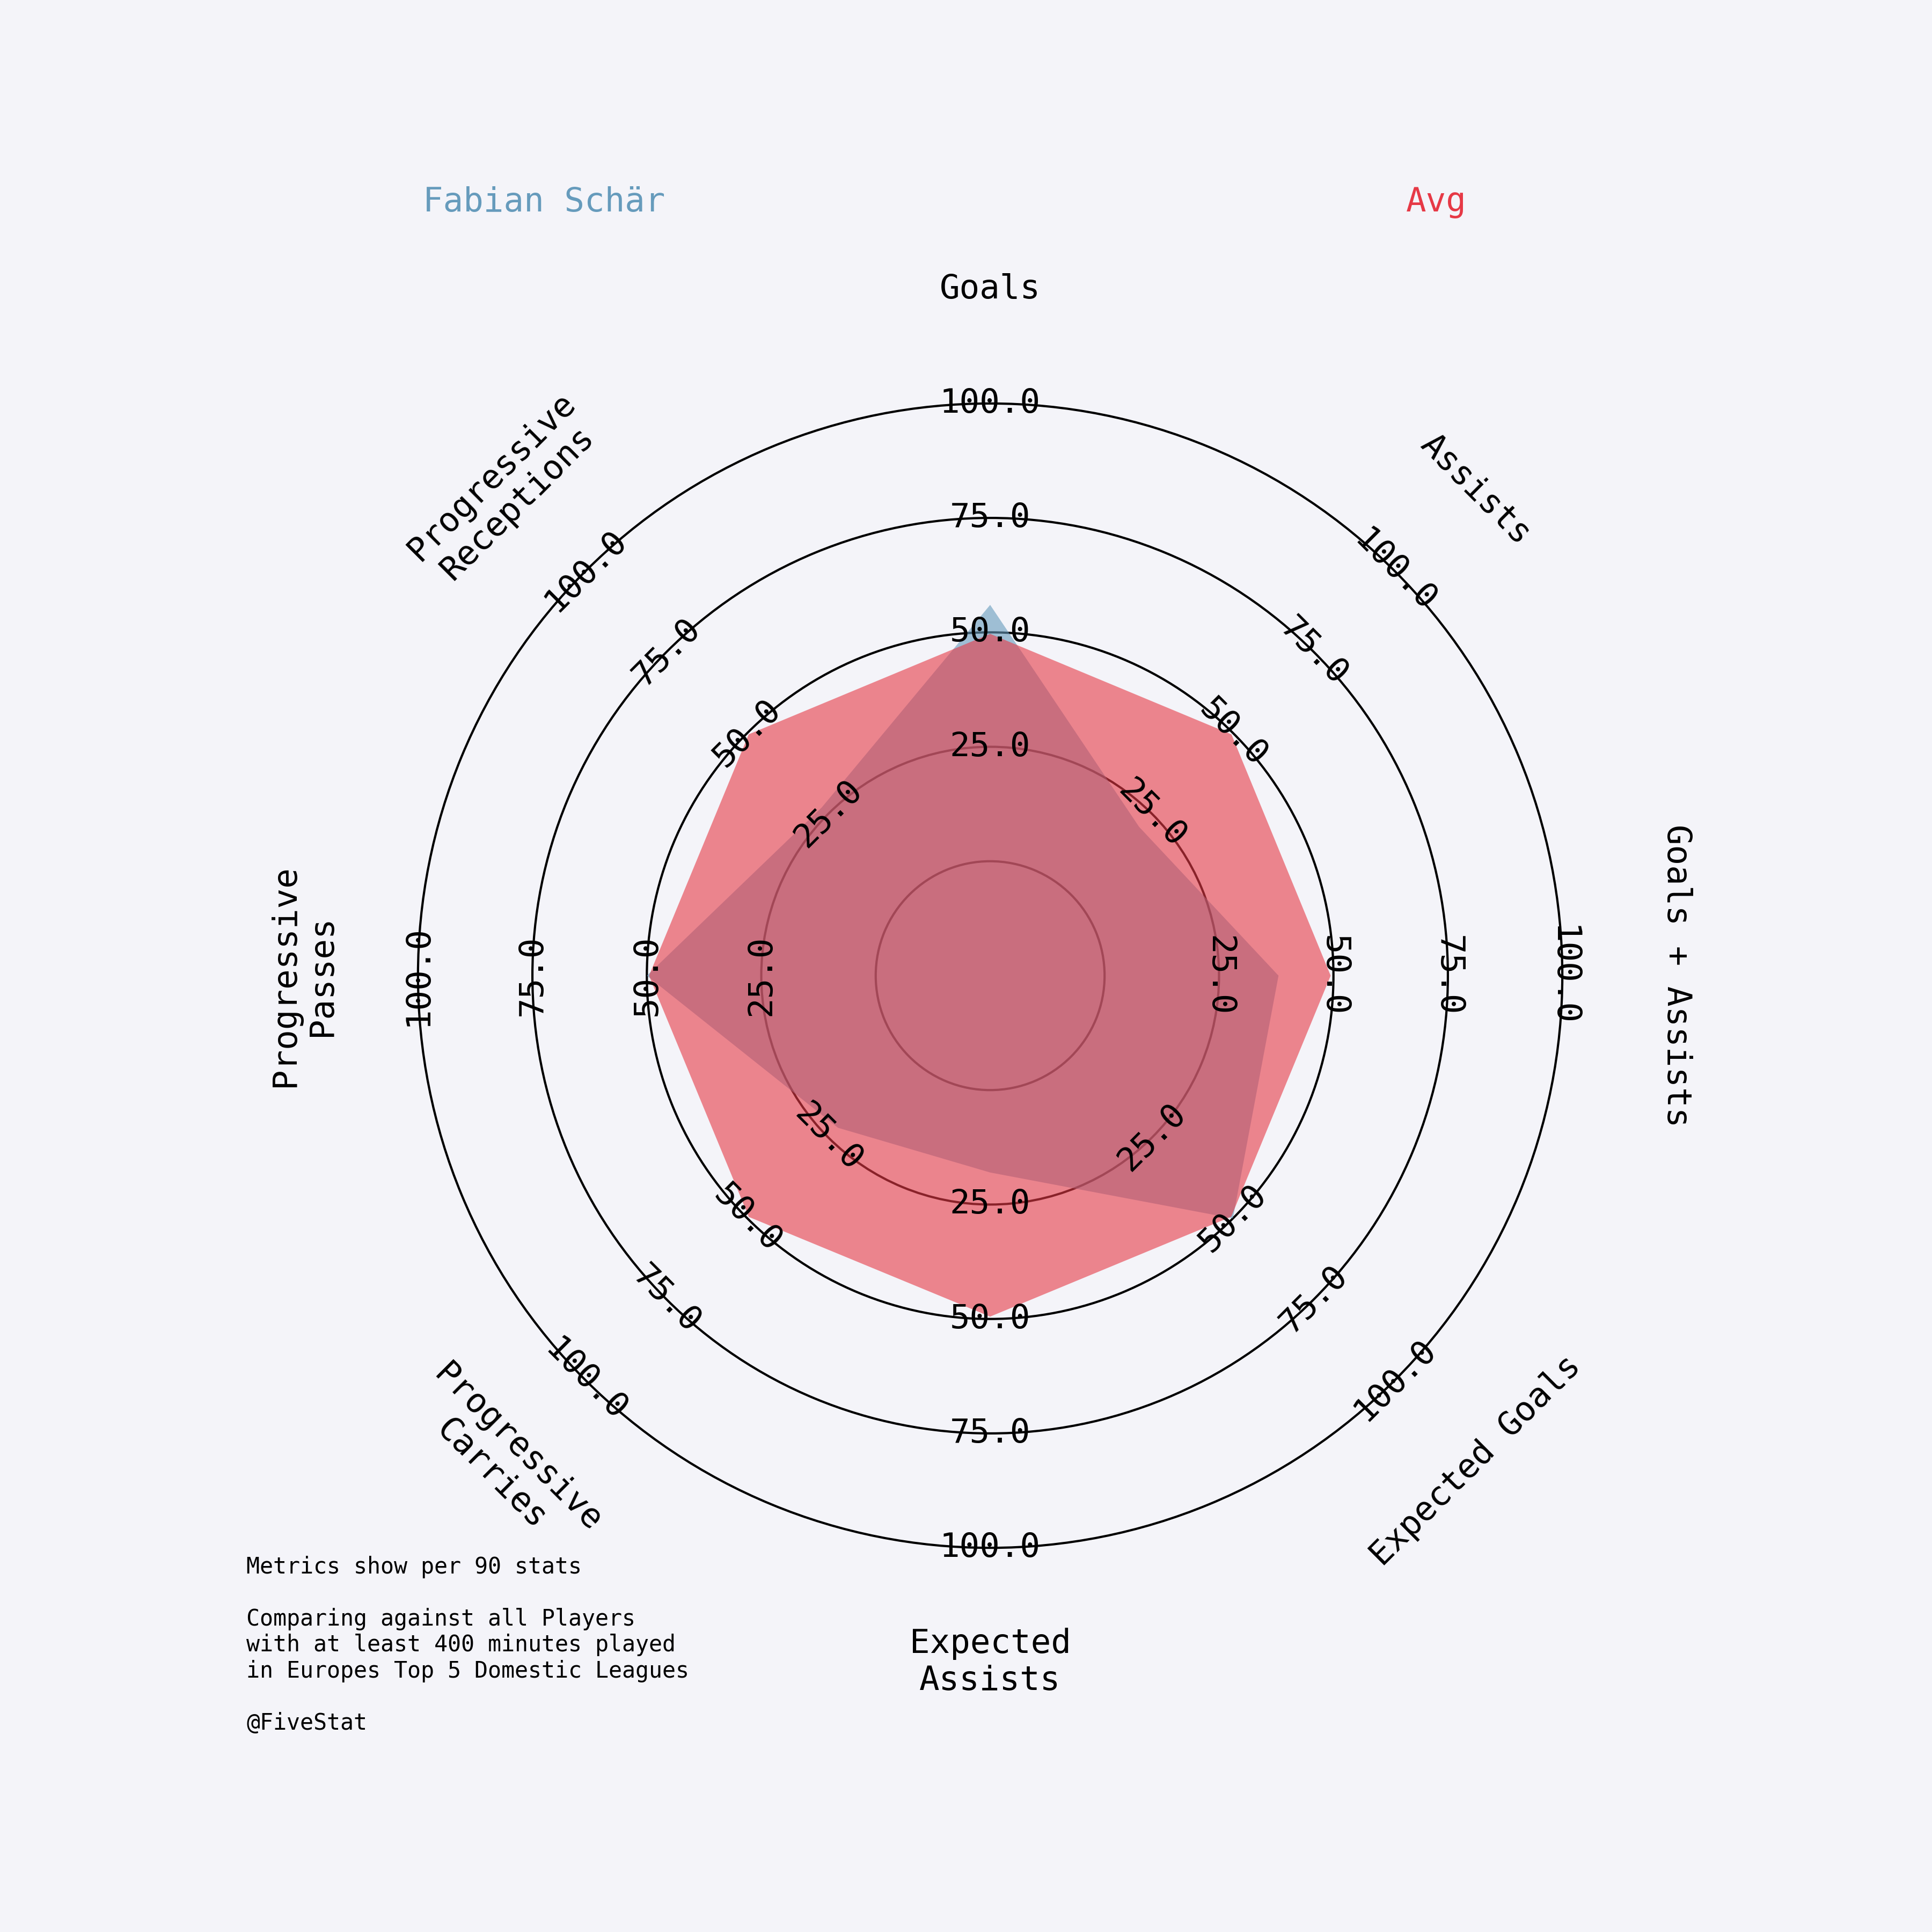 Fabian Schär
Avg
Goals
Assists
Goals + Assists
Expected Goals
Expected
Assists
Progressive
Carries
Progressive
Passes
Progressive
Receptions
25.0
50.0
75.0
100.0
25.0
50.0
75.0
100.0
25.0
50.0
75.0
100.0
25.0
50.0
75.0
100.0
25.0
50.0
75.0
100.0
25.0
50.0
75.0
100.0
25.0
50.0
75.0
100.0
25.0
50.0
75.0
100.0
Metrics show per 90 stats
Comparing against all Players
with at least 400 minutes played
in Europes Top 5 Domestic Leagues
@FiveStat